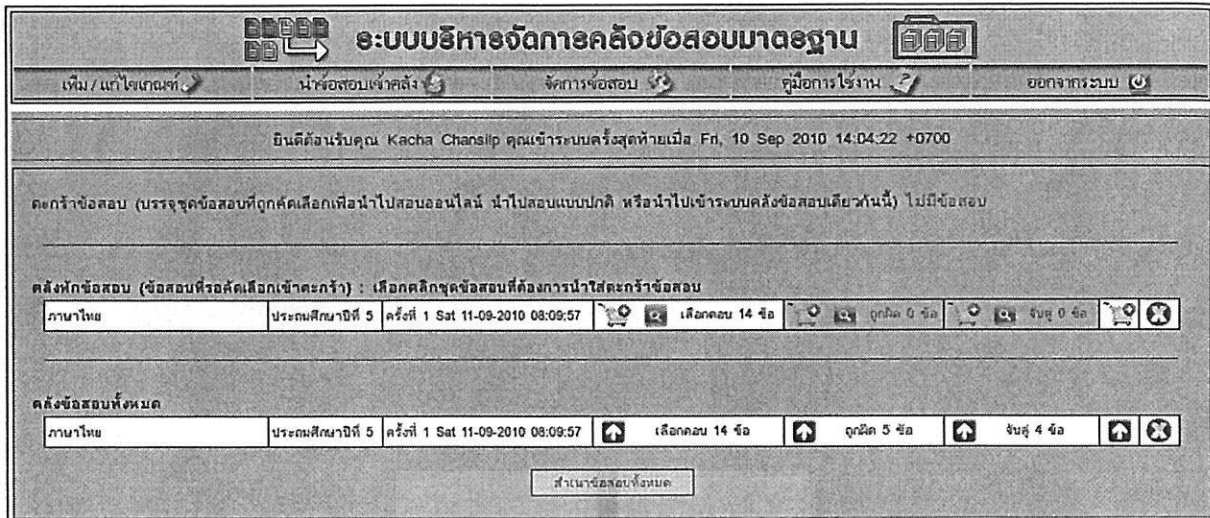 ระบบบริหารจัดการคลังข้อสอบมาตรฐาน
เพิ่ม / แก้ไขเกณฑ์ นำข้อสอบเข้าคลัง จัดการข้อสอบ คู่มือการใช้งาน ออกจากระบบ
ยินดีต้อนรับคุณ Kacha Chansilp คุณเข้าระบบครั้งสุดท้ายเมื่อ Fri, 10 Sep 2010 14:04:22 +0700
ตะกร้าข้อสอบ (บรรจุชุดข้อสอบที่ถูกคัดเลือกเพื่อนำไปสอบออนไลน์ นำไปสอบแบบปกติ หรือนำไปเข้าระบบคลังข้อสอบเดียวกันนี้) ไม่มีข้อสอบ
คลังพักข้อสอบ (ข้อสอบที่รอคัดเลือกเข้าตะกร้า) : เลือกคลิกชุดข้อสอบที่ต้องการนำใส่ตะกร้าข้อสอบ
ภาษาไทย ประถมศึกษาปีที่ 5 ครั้งที่ 1 Sat 11-09-2010 08:09:57 เลือกตอบ 14 ข้อ ถูกผิด 0 ข้อ จับคู่ 0 ข้อ
คลังข้อสอบทั้งหมด
ภาษาไทย ประถมศึกษาปีที่ 5 ครั้งที่ 1 Sat 11-09-2010 08:09:57 เลือกตอบ 14 ข้อ ถูกผิด 5 ข้อ จับคู่ 4 ข้อ
สำเนาข้อสอบทั้งหมด